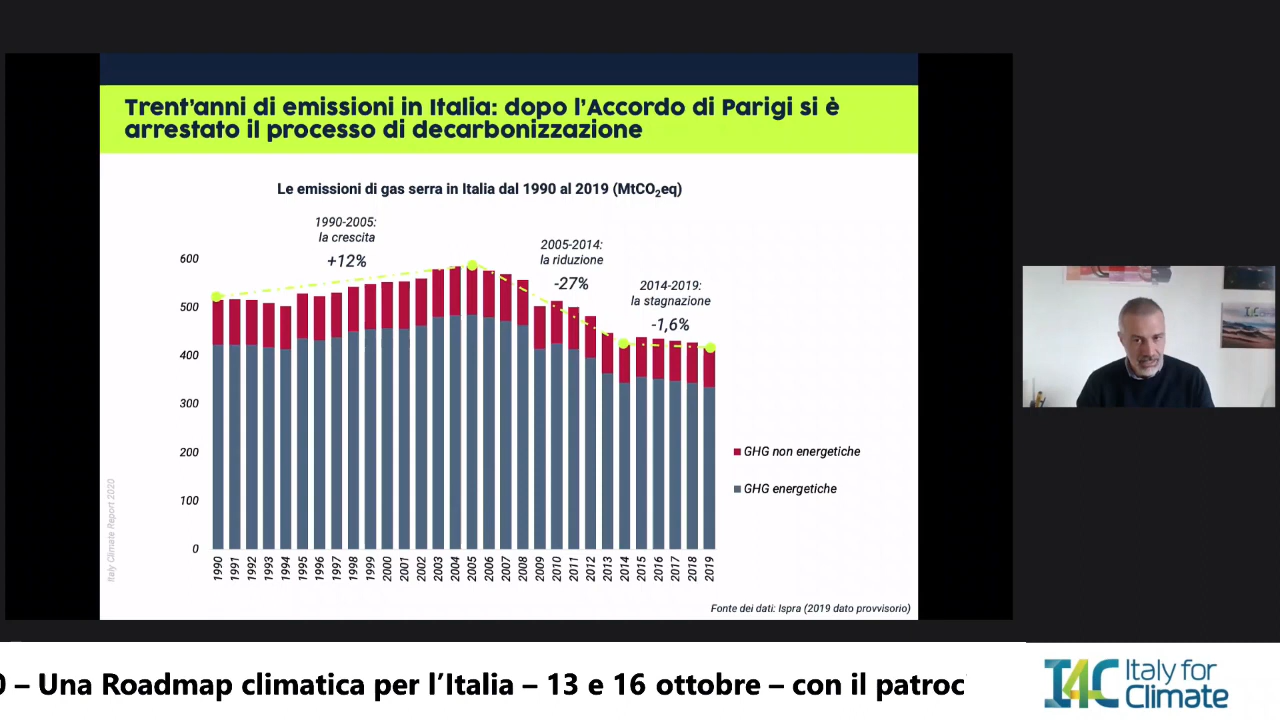 Trent'anni di emissioni in Italia: dopo l'Accordo di Parigi si è
arrestato il processo di decarbonizzazione
Le emissioni di gas serra in Italia dal 1990 al 2019 (MtCO₂eq)
1990-2005:
la crescita
+12%
2005-2014:
la riduzione
-27%
2014-2019:
la stagnazione
-1,6%
600
500
400
300
200
100
0
1990 1991 1992 1993 1994 1995 1996 1997 1998 1999 2000 2001 2002 2003 2004 2005 2006 2007 2008 2009 2010 2011 2012 2013 2014 2015 2016 2017 2018 2019
GHG non energetiche
GHG energetiche
Italy Climate Report 2020
Fonte dei dati: Ispra (2019 dato provvisorio)
0 – Una Roadmap climatica per l'Italia – 13 e 16 ottobre – con il patroc
I4C Italy for
Climate